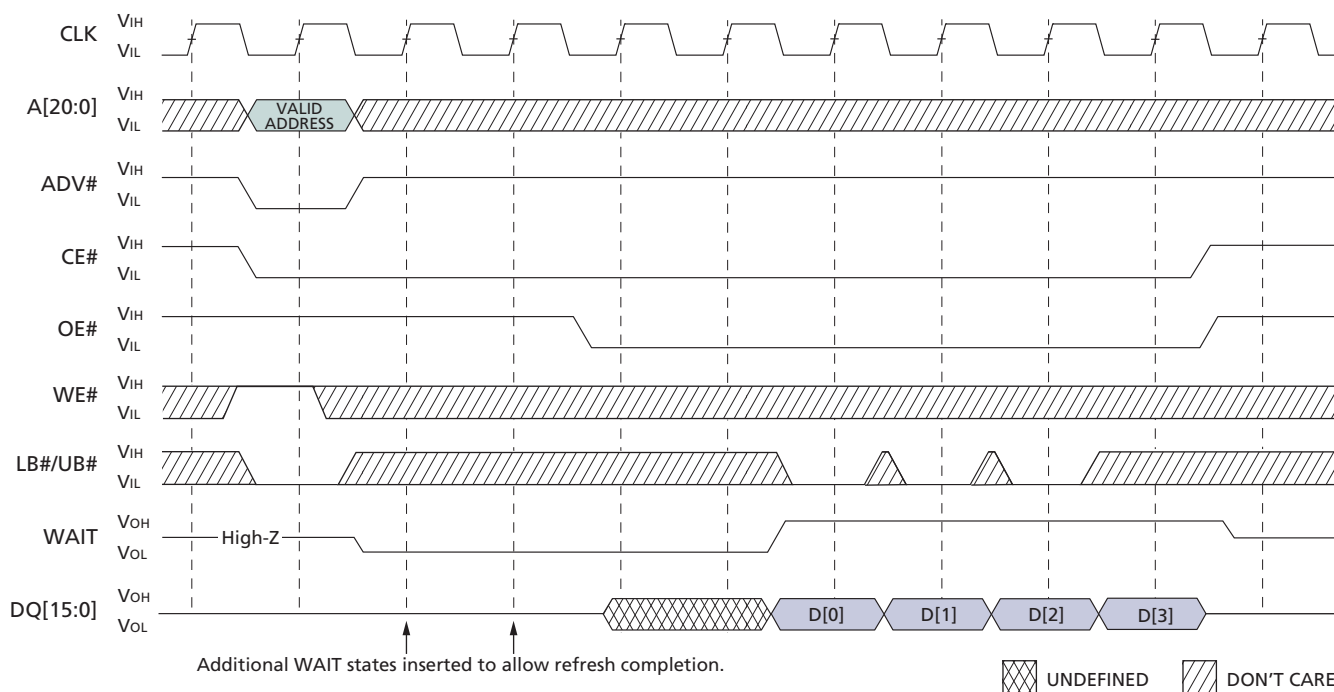 CLK VIH
VIL
A[20:0] VIH
VIL
VALID
ADDRESS
ADV# VIH
VIL
CE# VIH
VIL
OE# VIH
VIL
WE# VIH
VIL
LB#/UB# VIH
VIL
WAIT VOH
VOL
High-Z
DQ[15:0] VOH
VOL
D[0] D[1] D[2] D[3]
Additional WAIT states inserted to allow refresh completion.
UNDEFINED DON'T CARE